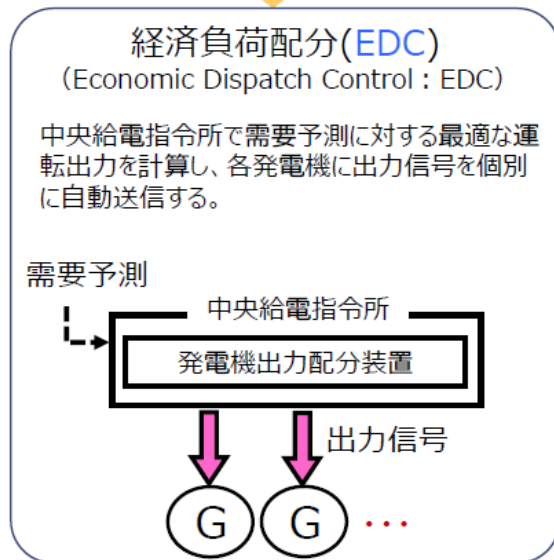 経済負荷配分(EDC)
（Economic Dispatch Control：EDC）
中央給電指令所で需要予測に対する最適な運
転出力を計算し、各発電機に出力信号を個別
に自動送信する。
需要予測
中央給電指令所
発電機出力配分装置
出力信号
G G ･･･